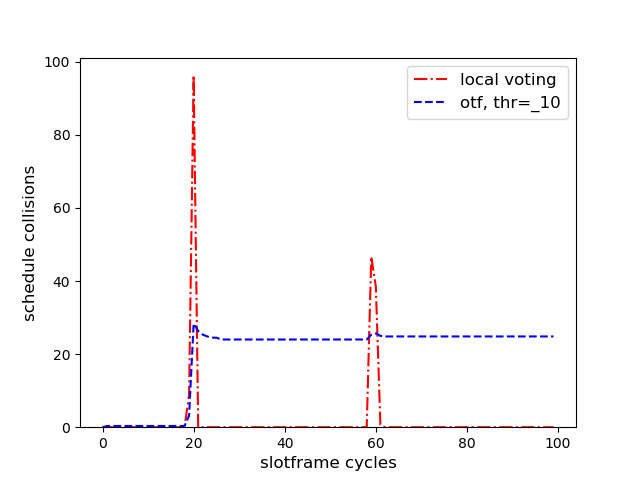 100
80
60
40
20
0
schedule collisions
local voting
otf, thr=_10
0 20 40 60 80 100
slotframe cycles